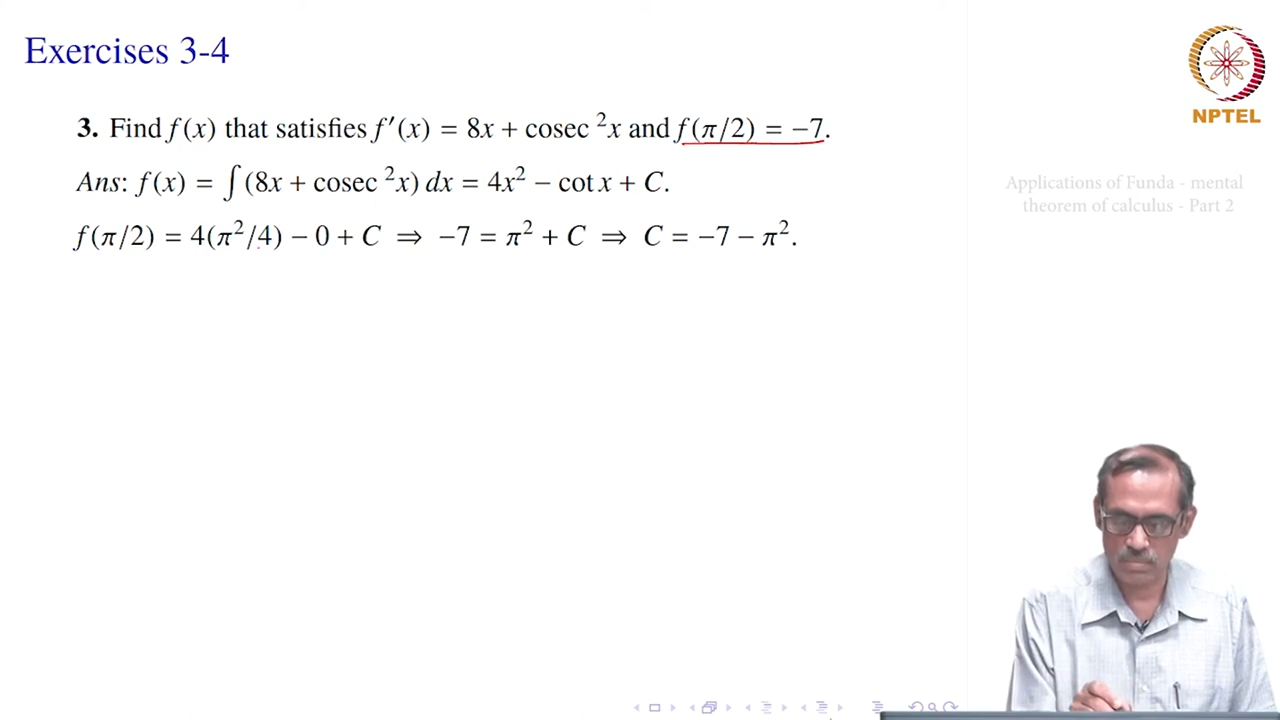 Exercises 3-4
NPTEL
3. Find f(x) that satisfies f′(x) = 8x + cosec ²x and f(π/2) = −7.
Ans: f(x) = ∫ (8x + cosec ²x) dx = 4x² − cot x + C.
f(π/2) = 4(π²/4) − 0 + C ⇒ −7 = π² + C ⇒ C = −7 − π².
Applications of Funda - mental
theorem of calculus - Part 2